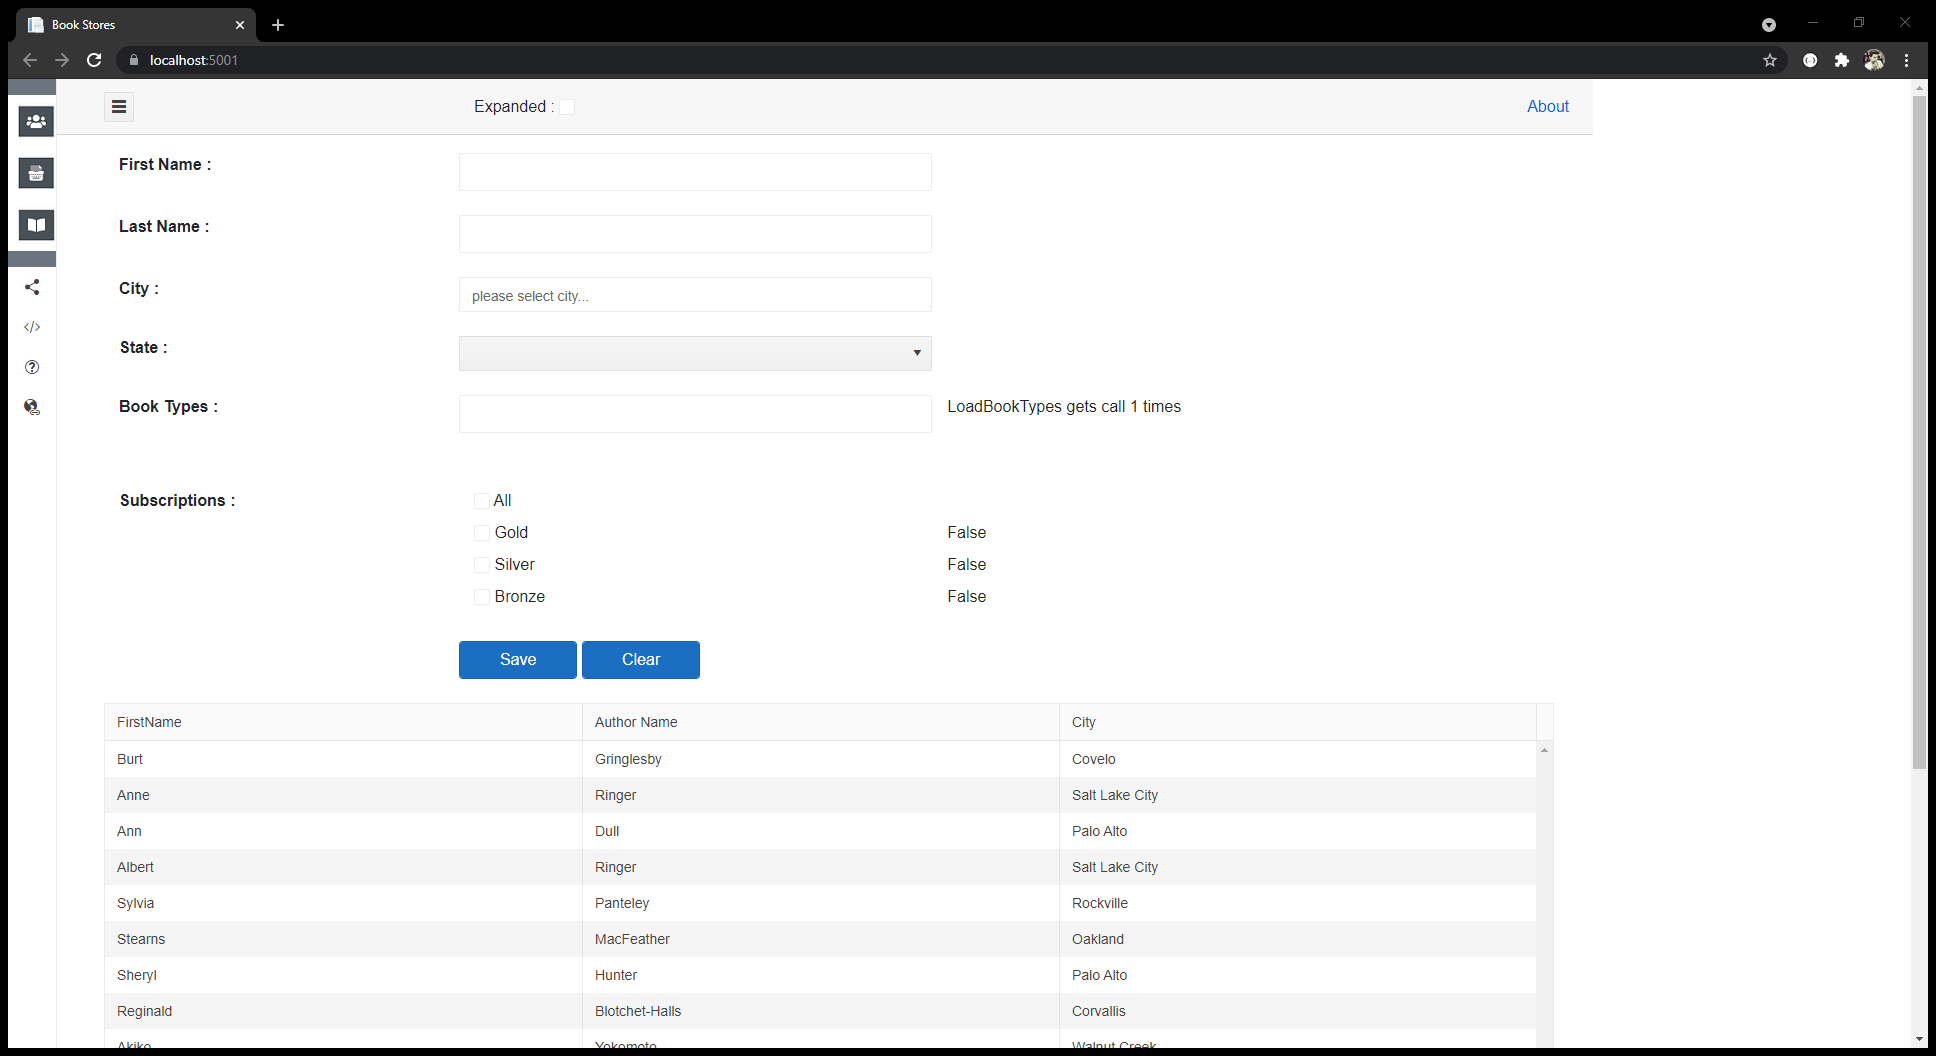 Book Stores
localhost:5001
Expanded :
About
First Name :
Last Name :
City :
please select city...
State :
Book Types :
LoadBookTypes gets call 1 times
Subscriptions :
All
Gold False
Silver False
Bronze False
Save Clear
FirstName Author Name City
Burt Gringlesby Covelo
Anne Ringer Salt Lake City
Ann Dull Palo Alto
Albert Ringer Salt Lake City
Sylvia Panteley Rockville
Stearns MacFeather Oakland
Sheryl Hunter Palo Alto
Reginald Blotchet-Halls Corvallis
Akiko Yokomoto Walnut Creek